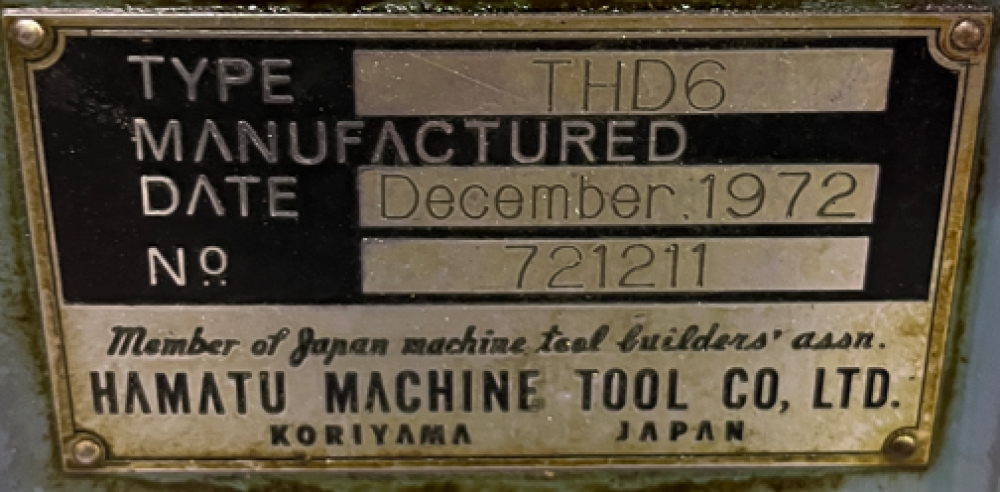 TYPE THD6
MANUFACTURED
DATE December.1972
Nº 721211
Member of Japan machine tool builders' assn.
HAMATU MACHINE TOOL CO, LTD.
KORIYAMA JAPAN